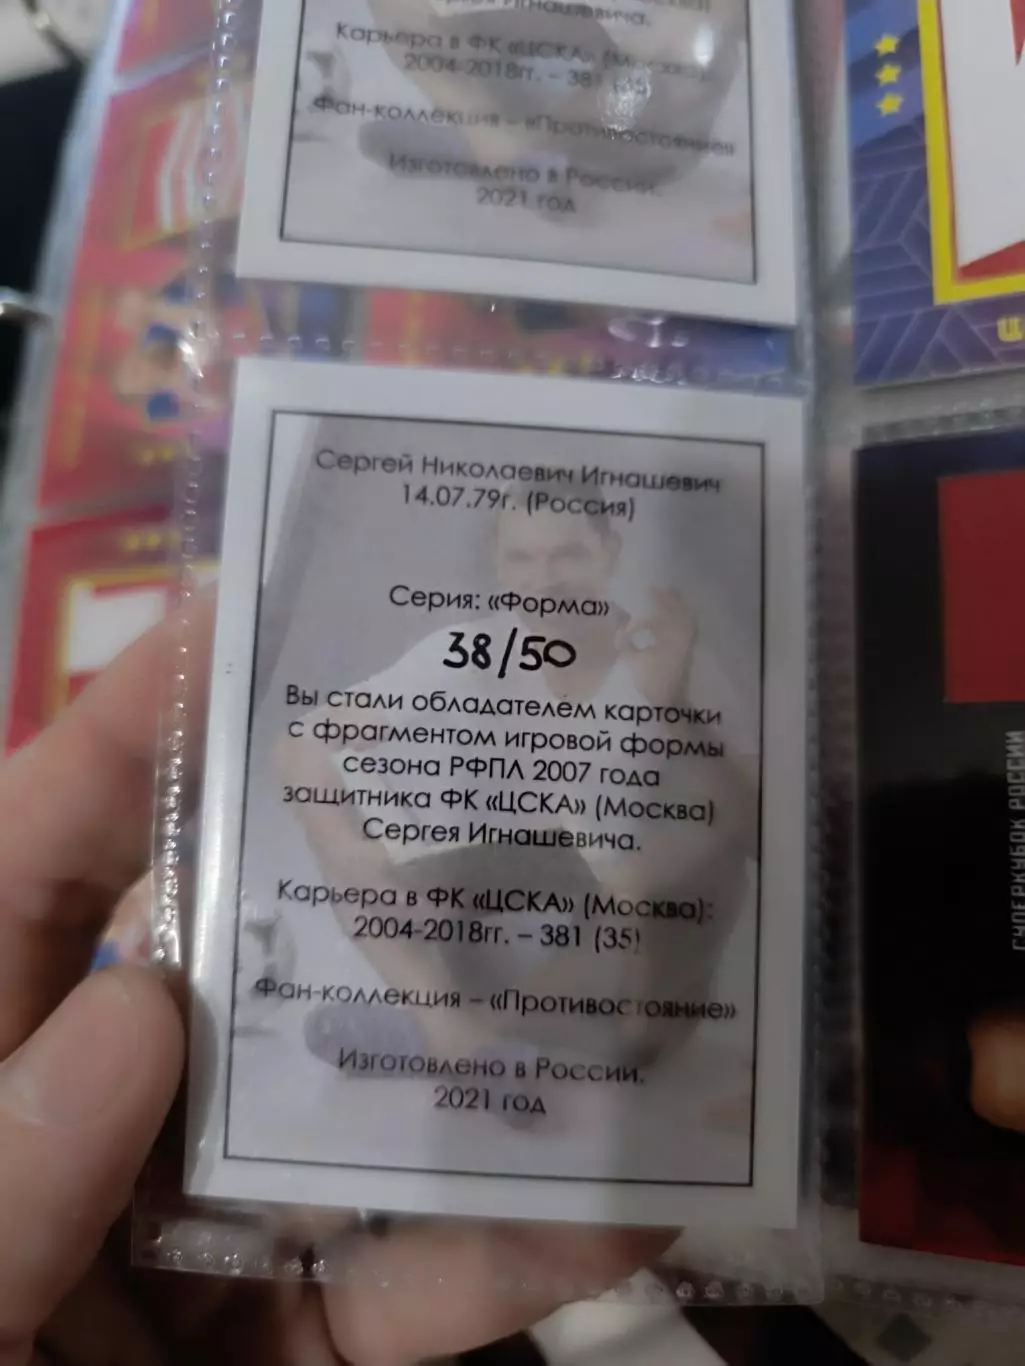 Игнашевича.
Карьера в ФК «ЦСКА» (Москва):
2004-2018гг. – 381 (35)
Фан-коллекция – «Противостояние»
Изготовлено в России.
2021 год
Сергей Николаевич Игнашевич
14.07.79г. (Россия)
Серия: «Форма»
38/50
Вы стали обладателем карточки
с фрагментом игровой формы
сезона РФПЛ 2007 года
защитника ФК «ЦСКА» (Москва)
Сергея Игнашевича.
Карьера в ФК «ЦСКА» (Москва):
2004-2018гг. – 381 (35)
Фан-коллекция – «Противостояние»
Изготовлено в России.
2021 год
СУПЕРКУБОК РОССИИ